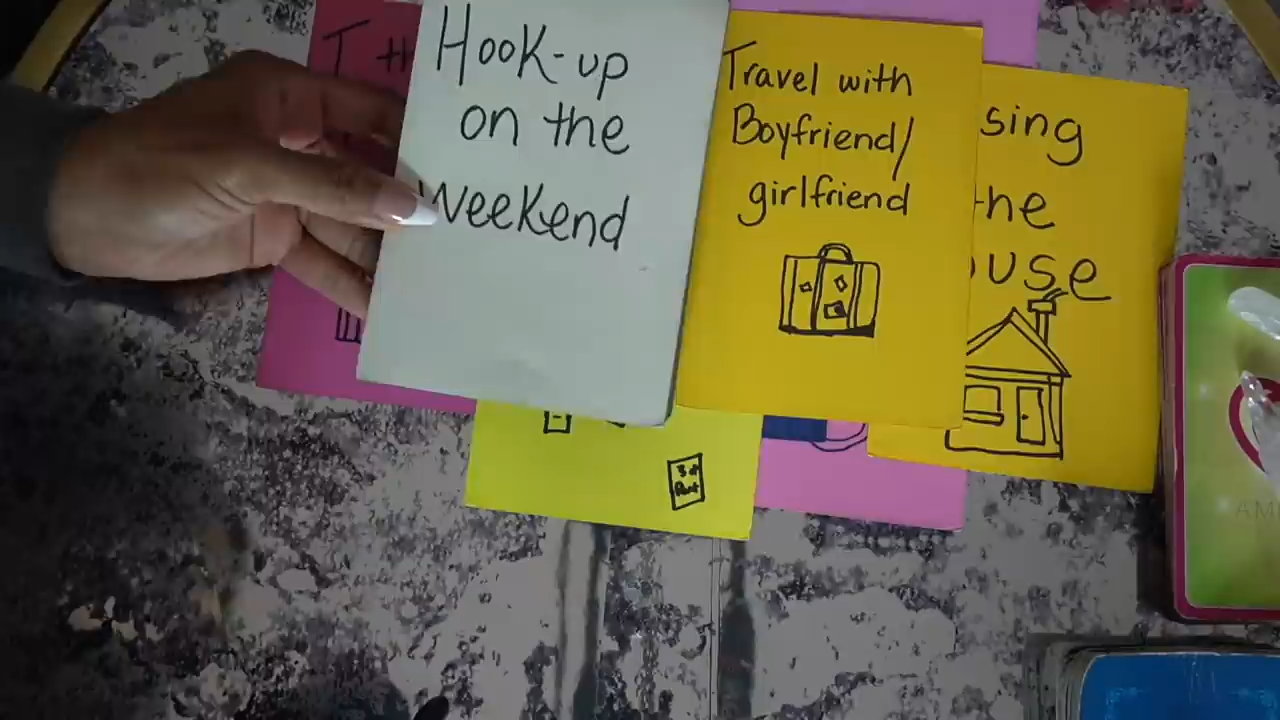 Hook-up
on the
Weekend
Travel with
Boyfriend/
girlfriend
sing
he
use